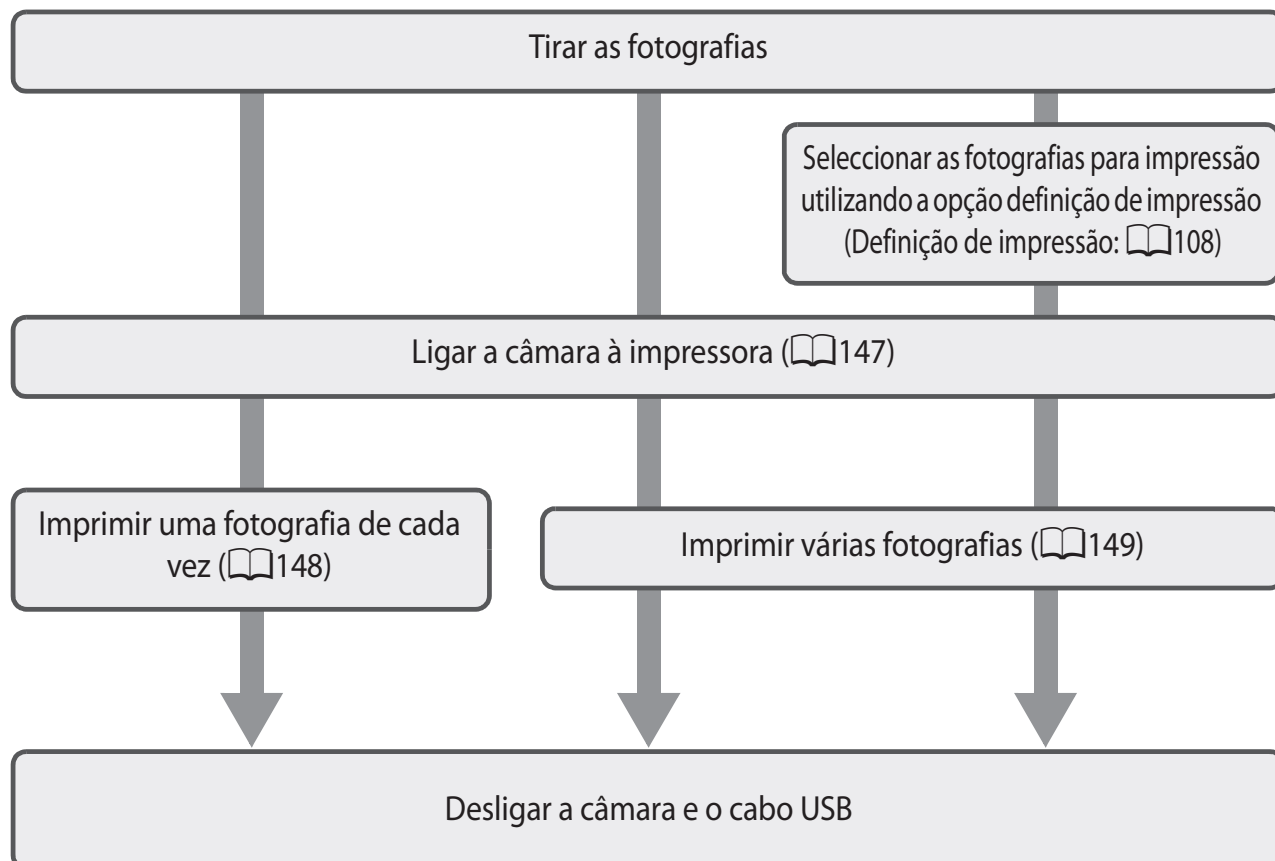 Tirar as fotografias
Seleccionar as fotografias para impressão
utilizando a opção definição de impressão
(Definição de impressão: 108)
Ligar a câmara à impressora (147)
Imprimir uma fotografia de cada
vez (148)
Imprimir várias fotografias (149)
Desligar a câmara e o cabo USB